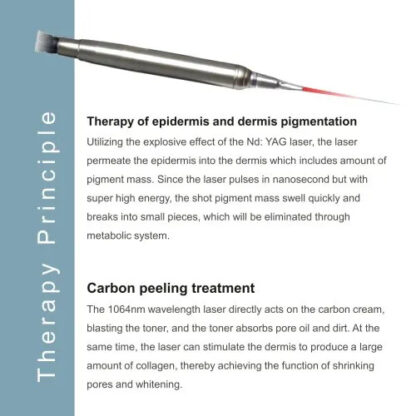 Therapy Principle
Therapy of epidermis and dermis pigmentation
Utilizing the explosive effect of the Nd: YAG laser, the laser
permeate the epidermis into the dermis which includes amount of
pigment mass. Since the laser pulses in nanosecond but with
super high energy, the shot pigment mass swell quickly and
breaks into small pieces, which will be eliminated through
metabolic system.
Carbon peeling treatment
The 1064nm wavelength laser directly acts on the carbon cream,
blasting the toner, and the toner absorbs pore oil and dirt. At the
same time, the laser can stimulate the dermis to produce a large
amount of collagen, thereby achieving the function of shrinking
pores and whitening.